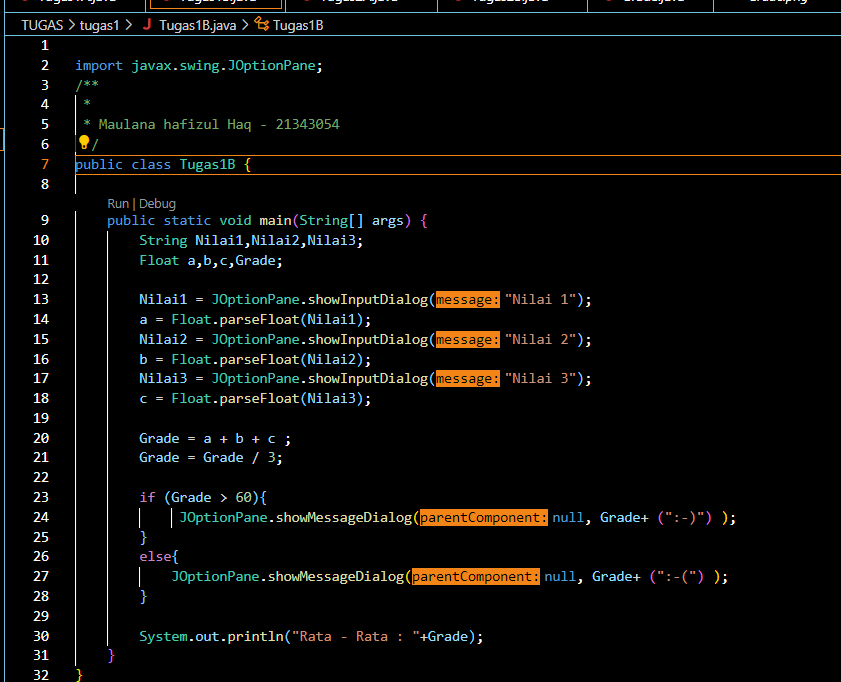 TUGAS > tugas1 > J Tugas1B.java > Tugas1B
1
2 import javax.swing.JOptionPane;
3 /**
4 *
5 * Maulana hafizul Haq - 21343054
6 */
7 public class Tugas1B {
8
Run | Debug
9 public static void main(String[] args) {
10 String Nilai1,Nilai2,Nilai3;
11 Float a,b,c,Grade;
12
13 Nilai1 = JOptionPane.showInputDialog(message: "Nilai 1");
14 a = Float.parseFloat(Nilai1);
15 Nilai2 = JOptionPane.showInputDialog(message: "Nilai 2");
16 b = Float.parseFloat(Nilai2);
17 Nilai3 = JOptionPane.showInputDialog(message: "Nilai 3");
18 c = Float.parseFloat(Nilai3);
19
20 Grade = a + b + c ;
21 Grade = Grade / 3;
22
23 if (Grade > 60){
24 JOptionPane.showMessageDialog(parentComponent: null, Grade+ (":-)") );
25 }
26 else{
27 JOptionPane.showMessageDialog(parentComponent: null, Grade+ (":-(") );
28 }
29
30 System.out.println("Rata - Rata : "+Grade);
31 }
32 }